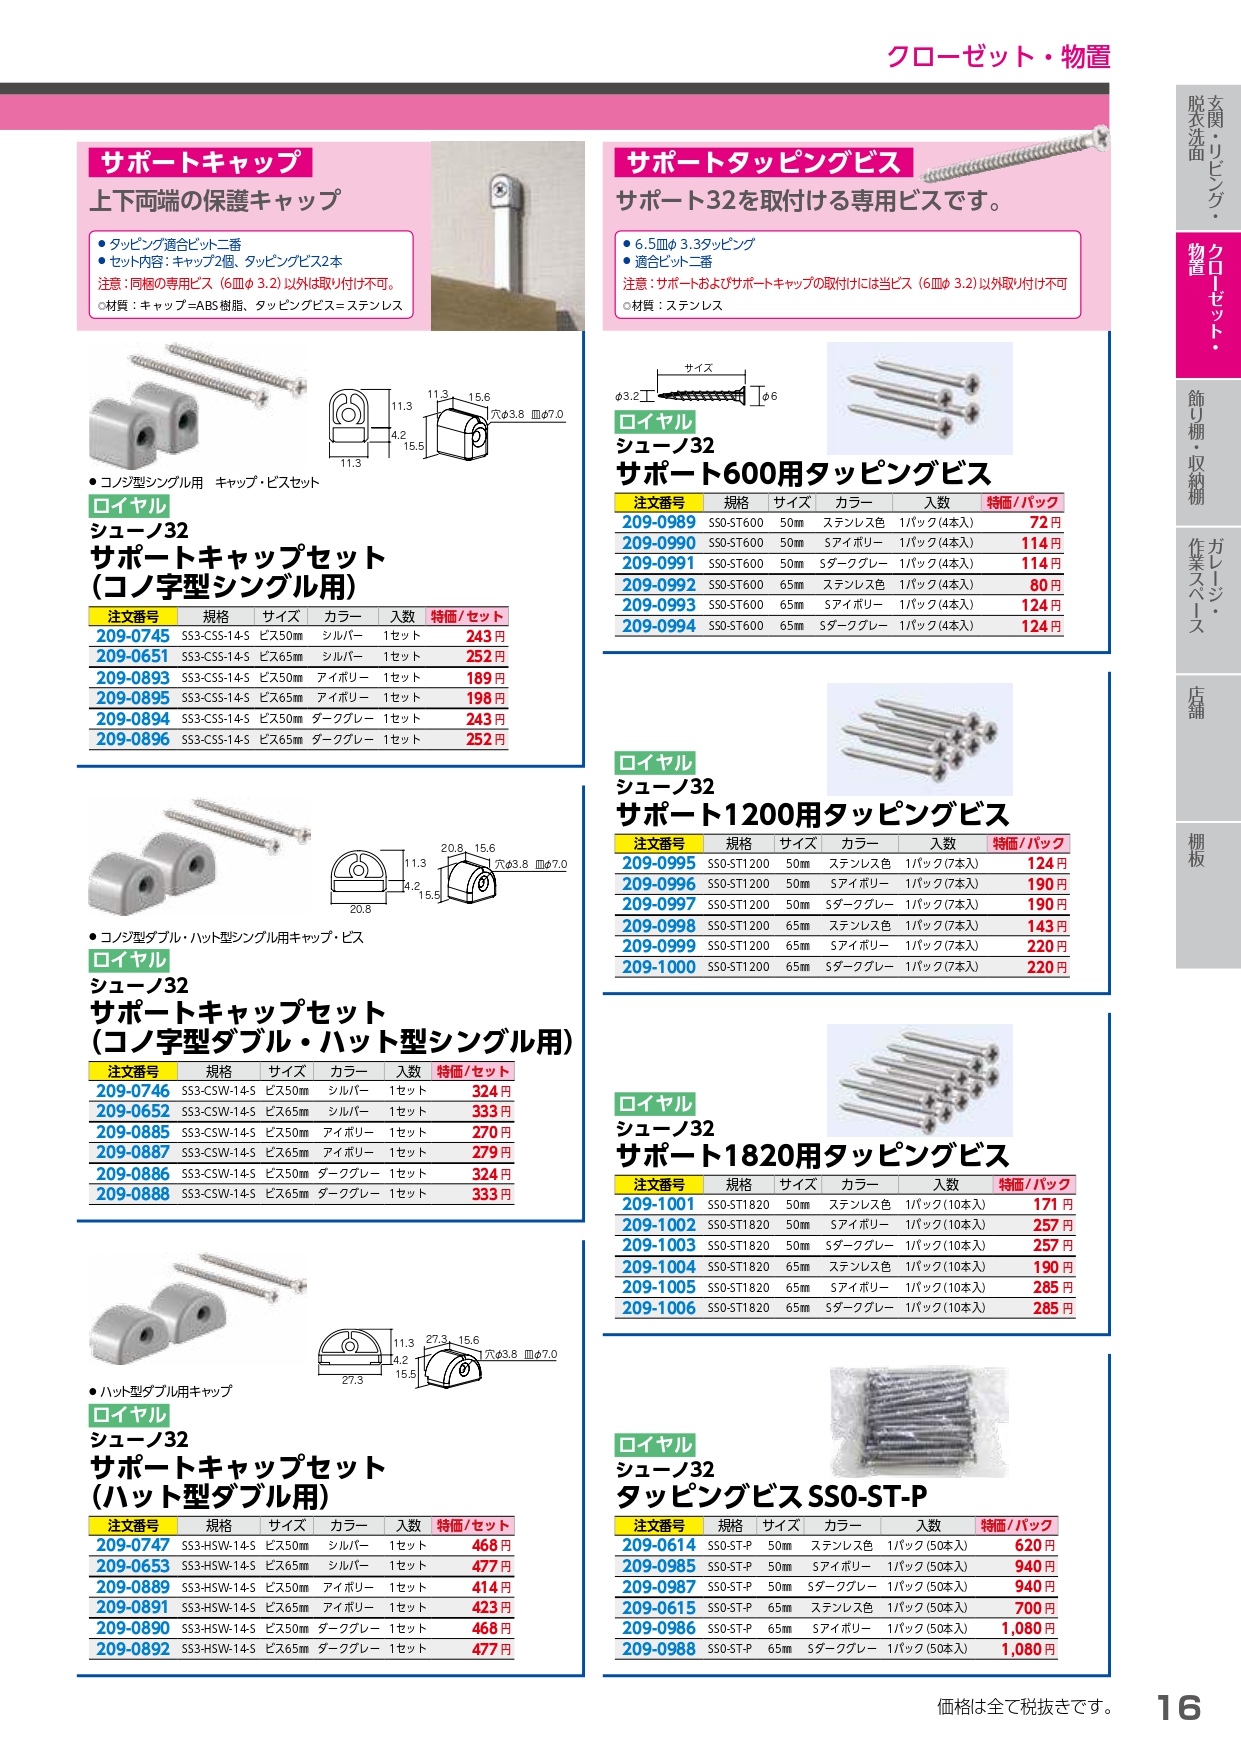 クローゼット・物置
サポートキャップ
上下両端の保護キャップ
● タッピング適合ビット二番
● セット内容：キャップ2個、タッピングビス2本
注意：同梱の専用ビス（6皿φ3.2）以外は取り付け不可。
○材質：キャップ=ABS樹脂、タッピングビス=ステンレス
11.3
4.2
11.3
11.3
15.6
穴φ3.8 皿φ7.0
15.5
● コノジ型シングル用 キャップ・ビスセット
ロイヤル
シューノ32
サポートキャップセット
（コノ字型シングル用）
注文番号 規格 サイズ カラー 入数 特価/セット
209-0745 SS3-CSS-14-S ビス50㎜ シルバー 1セット 243円
209-0651 SS3-CSS-14-S ビス65㎜ シルバー 1セット 252円
209-0893 SS3-CSS-14-S ビス50㎜ アイボリー 1セット 189円
209-0895 SS3-CSS-14-S ビス65㎜ アイボリー 1セット 198円
209-0894 SS3-CSS-14-S ビス50㎜ ダークグレー 1セット 243円
209-0896 SS3-CSS-14-S ビス65㎜ ダークグレー 1セット 252円
11.3
4.2
20.8
20.8
15.6
穴φ3.8 皿φ7.0
15.5
● コノジ型ダブル・ハット型シングル用キャップ・ビス
ロイヤル
シューノ32
サポートキャップセット
（コノ字型ダブル・ハット型シングル用）
注文番号 規格 サイズ カラー 入数 特価/セット
209-0746 SS3-CSW-14-S ビス50㎜ シルバー 1セット 324円
209-0652 SS3-CSW-14-S ビス65㎜ シルバー 1セット 333円
209-0885 SS3-CSW-14-S ビス50㎜ アイボリー 1セット 270円
209-0887 SS3-CSW-14-S ビス65㎜ アイボリー 1セット 279円
209-0886 SS3-CSW-14-S ビス50㎜ ダークグレー 1セット 324円
209-0888 SS3-CSW-14-S ビス65㎜ ダークグレー 1セット 333円
11.3
4.2
27.3
27.3
15.6
穴φ3.8 皿φ7.0
15.5
● ハット型ダブル用キャップ
ロイヤル
シューノ32
サポートキャップセット
（ハット型ダブル用）
注文番号 規格 サイズ カラー 入数 特価/セット
209-0747 SS3-HSW-14-S ビス50㎜ シルバー 1セット 468円
209-0653 SS3-HSW-14-S ビス65㎜ シルバー 1セット 477円
209-0889 SS3-HSW-14-S ビス50㎜ アイボリー 1セット 414円
209-0891 SS3-HSW-14-S ビス65㎜ アイボリー 1セット 423円
209-0890 SS3-HSW-14-S ビス50㎜ ダークグレー 1セット 468円
209-0892 SS3-HSW-14-S ビス65㎜ ダークグレー 1セット 477円
サポートタッピングビス
サポート32を取付ける専用ビスです。
● 6.5皿φ3.3タッピング
● 適合ビット二番
注意：サポートおよびサポートキャップの取付けには当ビス（6皿φ3.2）以外取り付け不可
○材質：ステンレス
サイズ
φ3.2
φ6
ロイヤル
シューノ32
サポート600用タッピングビス
注文番号 規格 サイズ カラー 入数 特価/パック
209-0989 SS0-ST600 50㎜ ステンレス色 1パック(4本入) 72円
209-0990 SS0-ST600 50㎜ Sアイボリー 1パック(4本入) 114円
209-0991 SS0-ST600 50㎜ Sダークグレー 1パック(4本入) 114円
209-0992 SS0-ST600 65㎜ ステンレス色 1パック(4本入) 80円
209-0993 SS0-ST600 65㎜ Sアイボリー 1パック(4本入) 124円
209-0994 SS0-ST600 65㎜ Sダークグレー 1パック(4本入) 124円
ロイヤル
シューノ32
サポート1200用タッピングビス
注文番号 規格 サイズ カラー 入数 特価/パック
209-0995 SS0-ST1200 50㎜ ステンレス色 1パック(7本入) 124円
209-0996 SS0-ST1200 50㎜ Sアイボリー 1パック(7本入) 190円
209-0997 SS0-ST1200 50㎜ Sダークグレー 1パック(7本入) 190円
209-0998 SS0-ST1200 65㎜ ステンレス色 1パック(7本入) 143円
209-0999 SS0-ST1200 65㎜ Sアイボリー 1パック(7本入) 220円
209-1000 SS0-ST1200 65㎜ Sダークグレー 1パック(7本入) 220円
ロイヤル
シューノ32
サポート1820用タッピングビス
注文番号 規格 サイズ カラー 入数 特価/パック
209-1001 SS0-ST1820 50㎜ ステンレス色 1パック(10本入) 171円
209-1002 SS0-ST1820 50㎜ Sアイボリー 1パック(10本入) 257円
209-1003 SS0-ST1820 50㎜ Sダークグレー 1パック(10本入) 257円
209-1004 SS0-ST1820 65㎜ ステンレス色 1パック(10本入) 190円
209-1005 SS0-ST1820 65㎜ Sアイボリー 1パック(10本入) 285円
209-1006 SS0-ST1820 65㎜ Sダークグレー 1パック(10本入) 285円
ロイヤル
シューノ32
タッピングビス SS0-ST-P
注文番号 規格 サイズ カラー 入数 特価/パック
209-0614 SS0-ST-P 50㎜ ステンレス色 1パック(50本入) 620円
209-0985 SS0-ST-P 50㎜ Sアイボリー 1パック(50本入) 940円
209-0987 SS0-ST-P 50㎜ Sダークグレー 1パック(50本入) 940円
209-0615 SS0-ST-P 65㎜ ステンレス色 1パック(50本入) 700円
209-0986 SS0-ST-P 65㎜ Sアイボリー 1パック(50本入) 1,080円
209-0988 SS0-ST-P 65㎜ Sダークグレー 1パック(50本入) 1,080円
玄関・リビング・
脱衣洗面
クローゼット・
物置
飾り棚・収納棚
ガレージ・
作業スペース
店舗
棚板
価格は全て税抜きです。
16